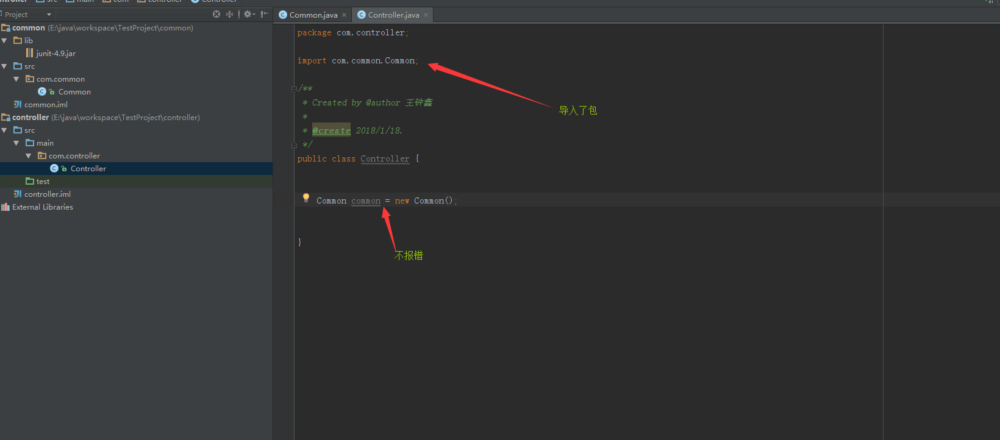 Project
common (E:\java\workspace\TestProject\common)
lib
junit-4.9.jar
src
com.common
Common
common.iml
controller (E:\java\workspace\TestProject\controller)
src
main
com.controller
Controller
test
controller.iml
External Libraries
Common.java
Controller.java
package com.controller;
import com.common.Common;
导入了包
/**
* Created by @author 王钟鑫
*
* @create 2018/1/18.
*/
public class Controller {
Common common = new Common();
不报错
}